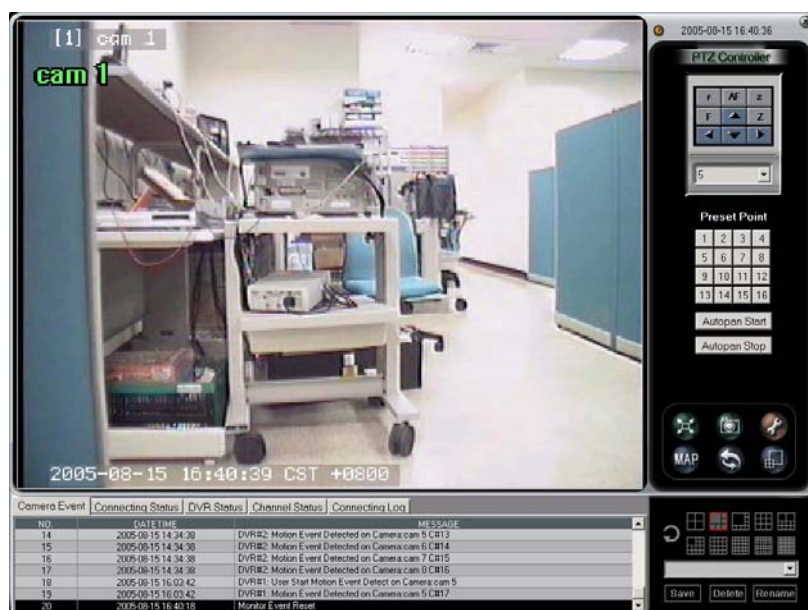 [1] cam 1
cam 1
2005-08-15 16:40:36
PTZ Controller
r AF z
F Z
5
Preset Point
1 2 3 4
5 6 7 8
9 10 11 12
13 14 15 16
Autopan Start
Autopan Stop
MAP
2005-08-15 16:40:39 CST +0800
Camera Event Connecting Status DVR Status Channel Status Connecting Log
NO. DATETIME MESSAGE
14 2005-08-15 14:34:38 DVR#2: Motion Event Detected on Camera:cam 5 C#13
15 2005-08-15 14:34:38 DVR#2: Motion Event Detected on Camera:cam 6 C#14
16 2005-08-15 14:34:38 DVR#2: Motion Event Detected on Camera:cam 7 C#15
17 2005-08-15 14:34:38 DVR#2: Motion Event Detected on Camera:cam 8 C#16
18 2005-08-15 16:03:42 DVR#1: User Start Motion Event Detect on Camera:cam 5
19 2005-08-15 16:03:42 DVR#1: Motion Event Detected on Camera:cam 5 C#17
20 2005-08-15 16:40:18 Monitor Event Reset
Save Delete Rename